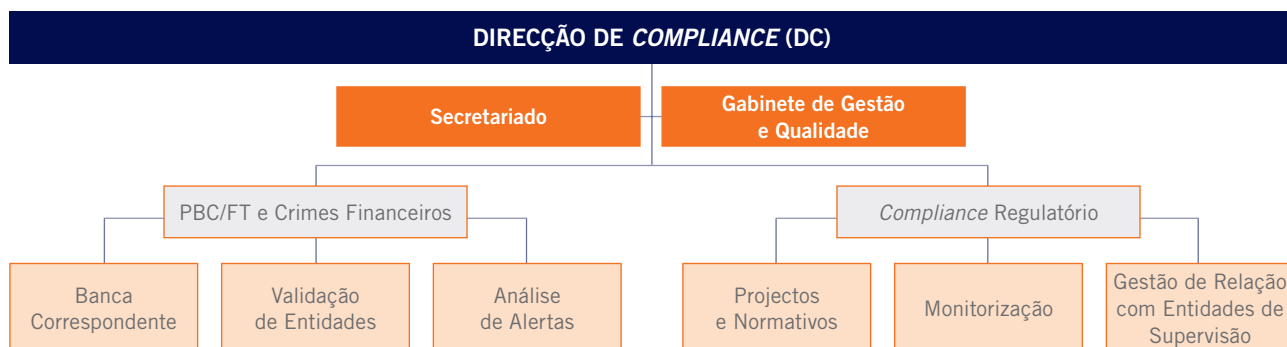 DIRECÇÃO DE COMPLIANCE (DC)
Secretariado
Gabinete de Gestão
e Qualidade
PBC/FT e Crimes Financeiros
Compliance Regulatório
Banca
Correspondente
Validação
de Entidades
Análise
de Alertas
Projectos
e Normativos
Monitorização
Gestão de Relação
com Entidades de
Supervisão